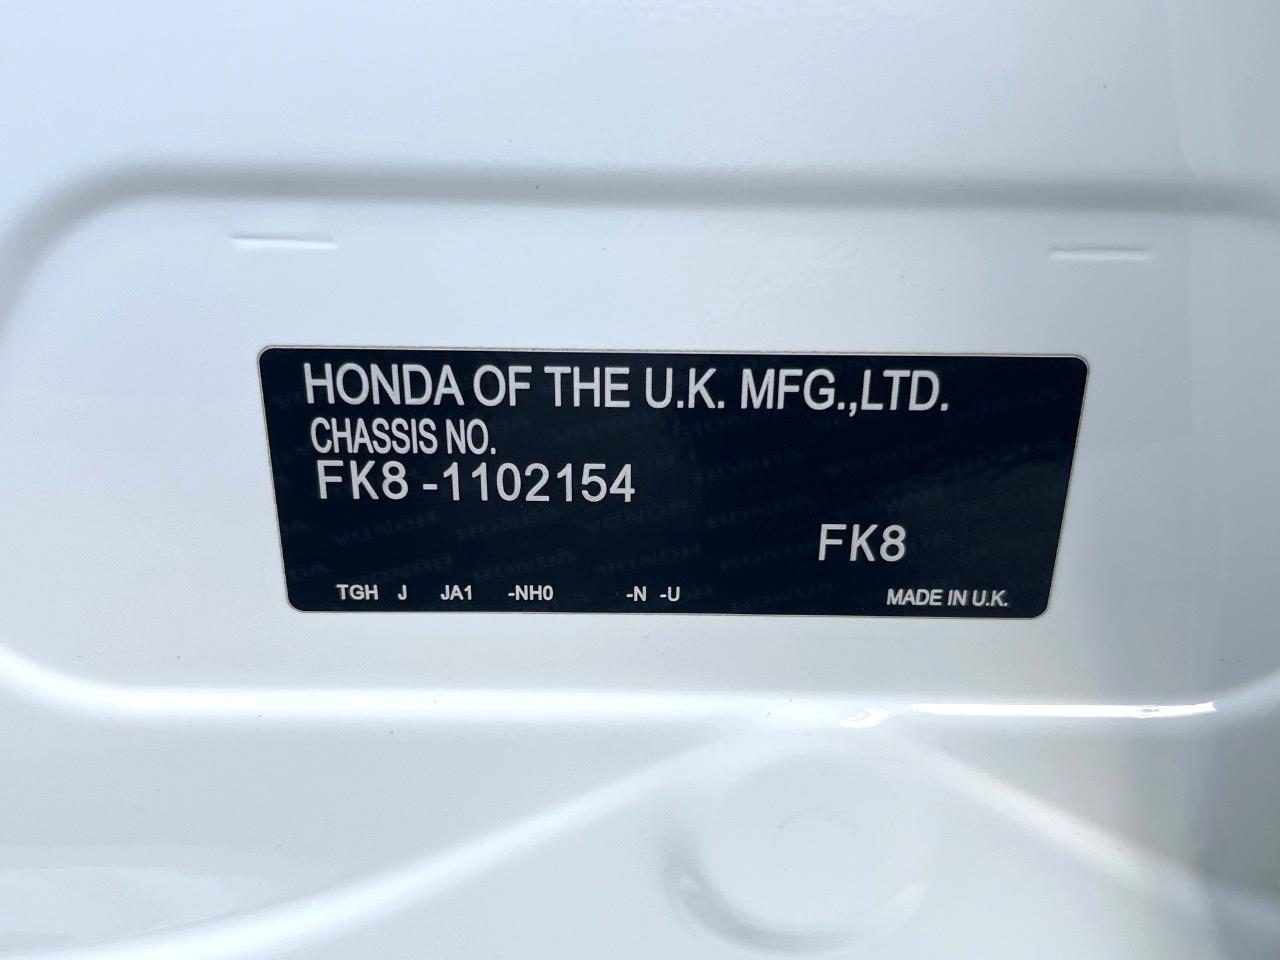 HONDA OF THE U.K. MFG.,LTD.
CHASSIS NO.
FK8 -1102154
FK8
TGH J JA1 -NH0 -N -U
MADE IN U.K.